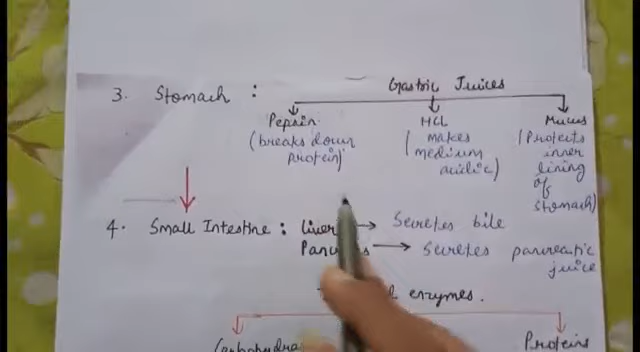 Gastric Juices
3. Stomach :
Pepsin
(breaks down
protein)
HCL
( makes
medium
acidic )
Mucus
( Protects
inner
lining
of
stomach)
4. Small Intestine : Liver → Secretes bile
→ Secretes pancreatic
juice
enzymes.
Proteins